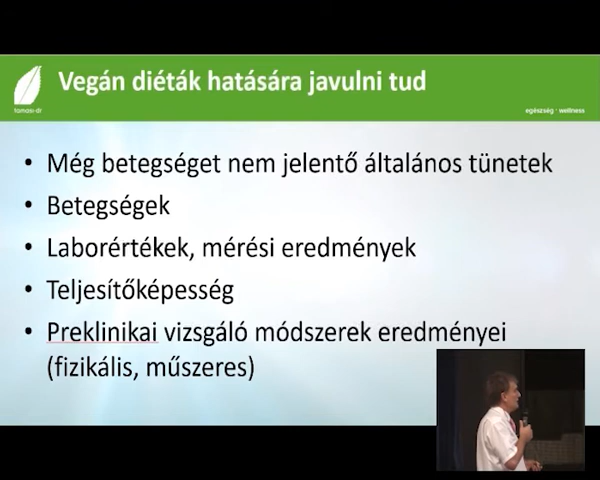 Vegán diéták hatására javulni tud
tamasi-dr
egészség • wellness
• Még betegséget nem jelentő általános tünetek
• Betegségek
• Laborértékek, mérési eredmények
• Teljesítőképesség
• Preklinikai vizsgáló módszerek eredményei
(fizikális, műszeres)